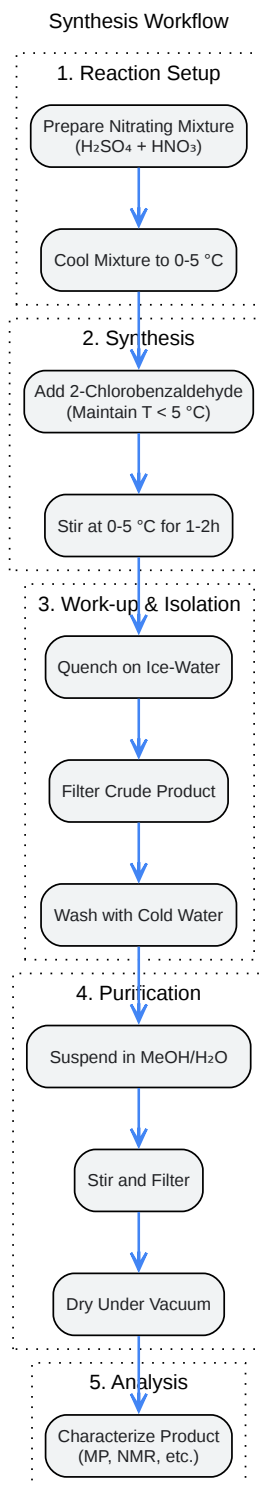 Synthesis Workflow
1. Reaction Setup
Prepare Nitrating Mixture
(H₂SO₄ + HNO₃)
Cool Mixture to 0-5 °C
2. Synthesis
Add 2-Chlorobenzaldehyde
(Maintain T < 5 °C)
Stir at 0-5 °C for 1-2h
3. Work-up & Isolation
Quench on Ice-Water
Filter Crude Product
Wash with Cold Water
4. Purification
Suspend in MeOH/H₂O
Stir and Filter
Dry Under Vacuum
5. Analysis
Characterize Product
(MP, NMR, etc.)